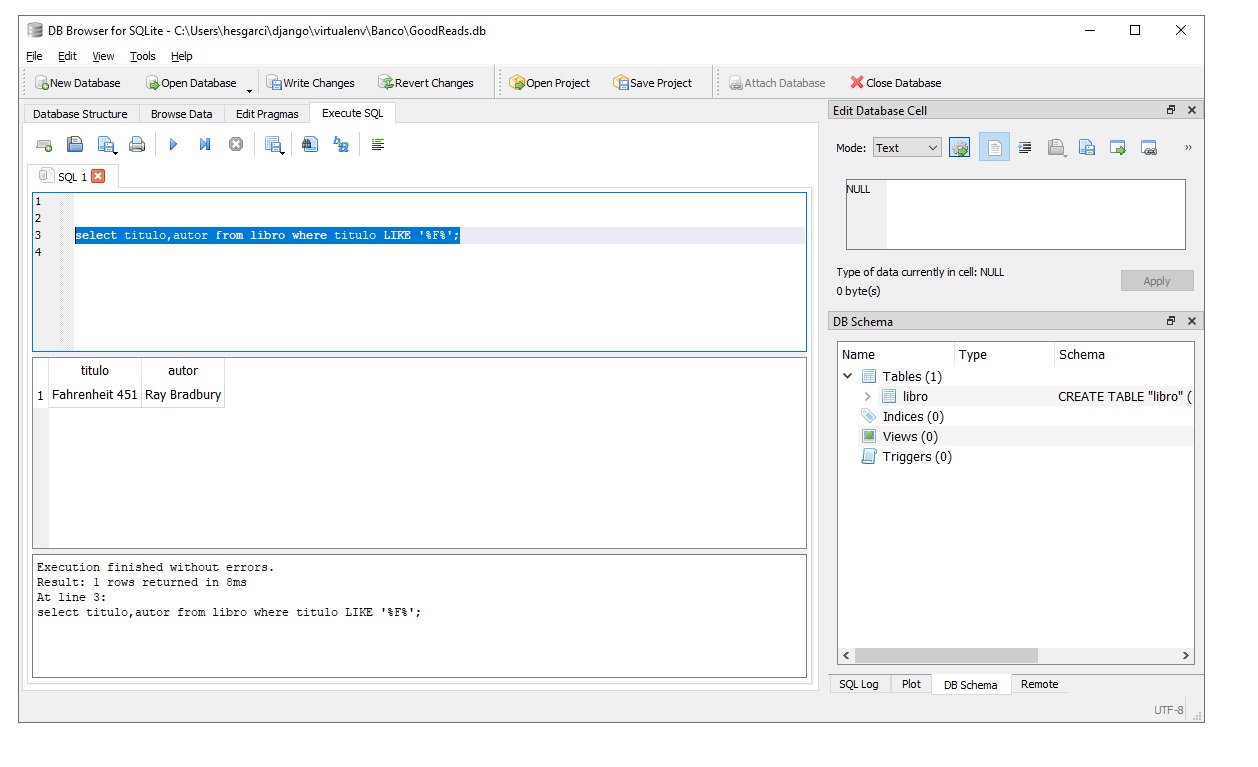 DB Browser for SQLite - C:\Users\hesgarci\django\virtualenv\Banco\GoodReads.db
File Edit View Tools Help
New Database Open Database Write Changes Revert Changes Open Project Save Project Attach Database Close Database
Database Structure Browse Data Edit Pragmas Execute SQL
SQL 1
1
2
3 select titulo,autor from libro where titulo LIKE '%F%';
4
titulo autor
1 Fahrenheit 451 Ray Bradbury
Execution finished without errors.
Result: 1 rows returned in 8ms
At line 3:
select titulo,autor from libro where titulo LIKE '%F%';
Edit Database Cell
Mode: Text
NULL
Type of data currently in cell: NULL
0 byte(s)
Apply
DB Schema
Name Type Schema
Tables (1)
libro CREATE TABLE "libro" (
Indices (0)
Views (0)
Triggers (0)
SQL Log Plot DB Schema Remote
UTF-8